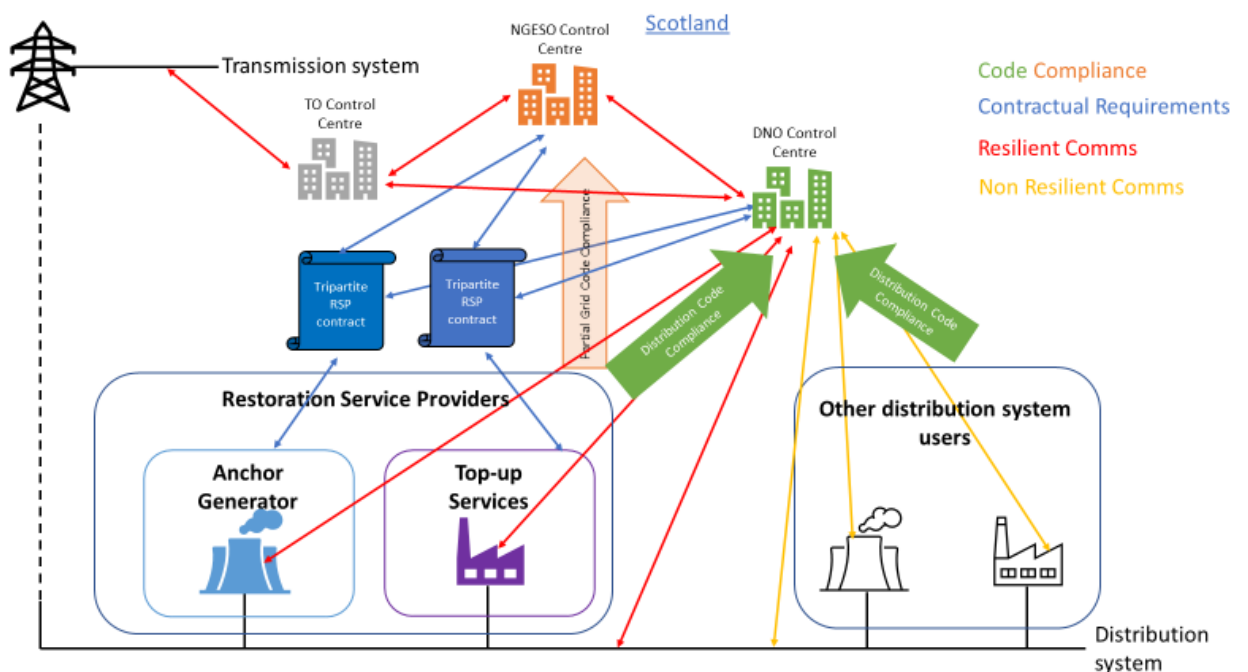 NGESO Control
Centre
Scotland
Transmission system
TO Control
Centre
DNO Control
Centre
Code Compliance
Contractual Requirements
Resilient Comms
Non Resilient Comms
Tripartite
RSP
contract
Tripartite
RSP
contract
Partial Grid Code Compliance
Distribution Code
Compliance
Distribution Code
Compliance
Restoration Service Providers
Other distribution system
users
Anchor
Generator
Top-up
Services
Distribution
system